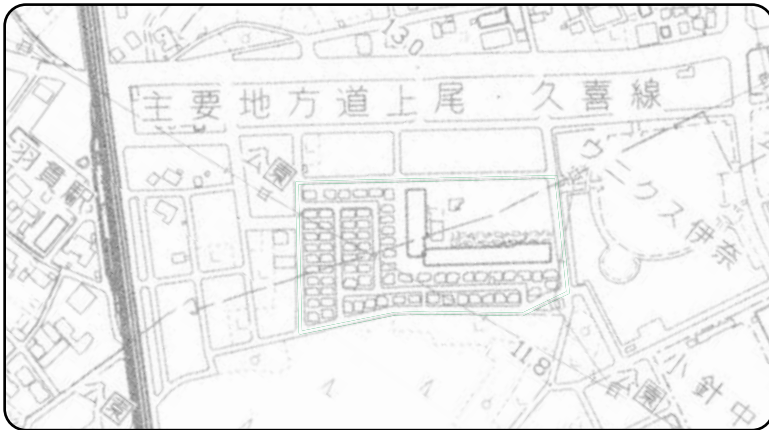 130
主要地方道上尾・久喜線
公園
羽貫駅
ウニクス伊奈
118
公園
公園
小針中